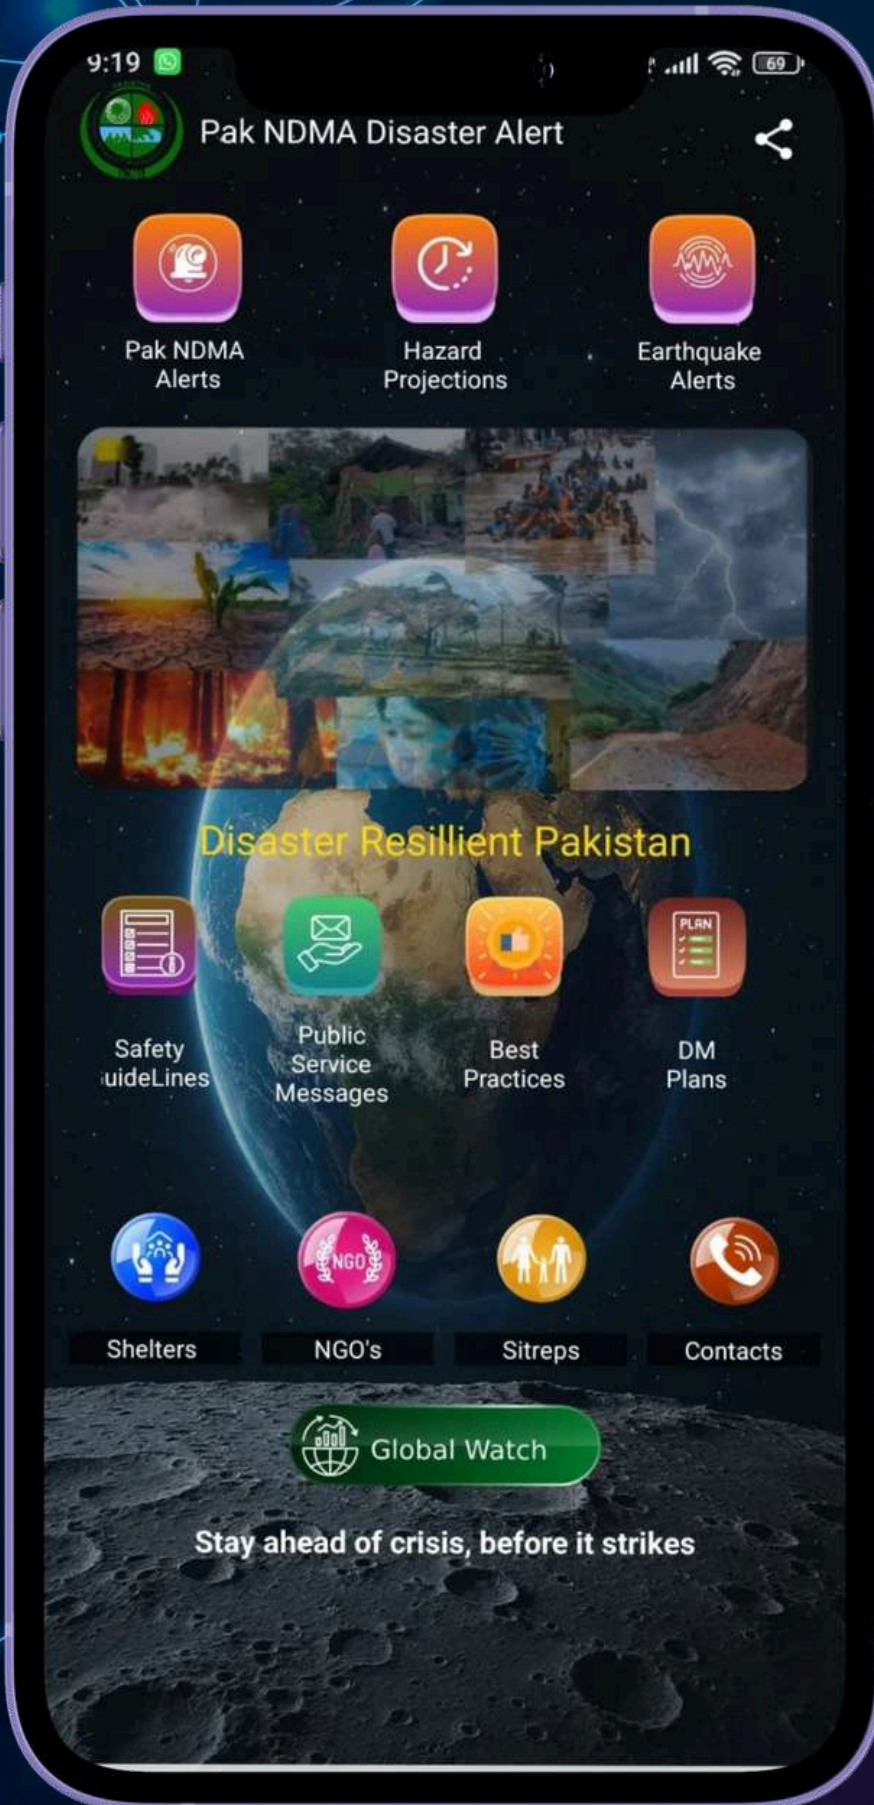 9:19
69
Pak NDMA Disaster Alert
Pak NDMA
Alerts
Hazard
Projections
Earthquake
Alerts
Disaster Resillient Pakistan
PLAN
Safety
uideLines
Public
Service
Messages
Best
Practices
DM
Plans
NGO
Shelters
NGO's
Sitreps
Contacts
Global Watch
Stay ahead of crisis, before it strikes